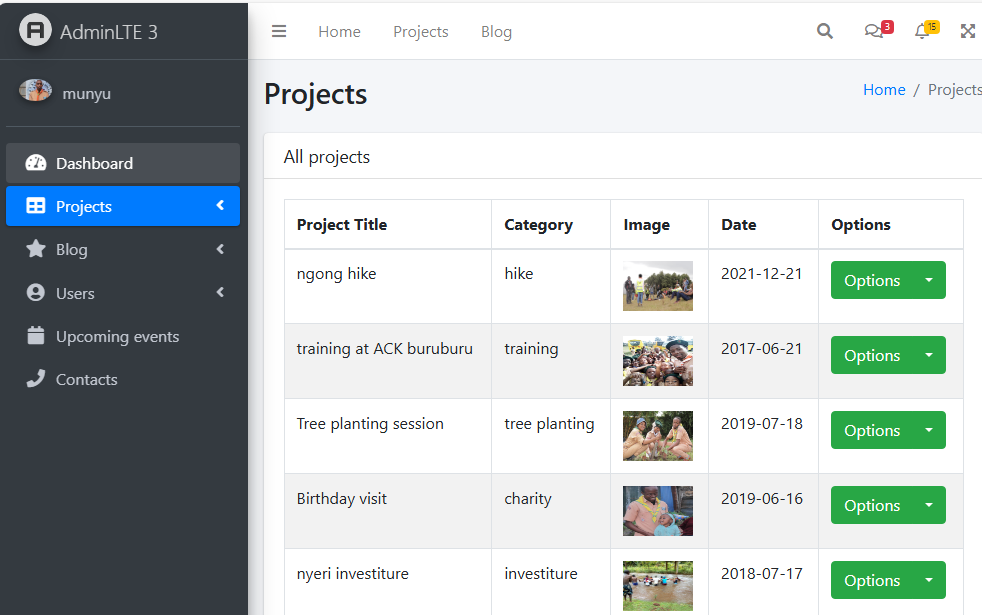 AdminLTE 3
Home Projects Blog
3
15
munyu
Projects
Home / Projects
Dashboard
Projects
Blog
Users
Upcoming events
Contacts
All projects
Project Title Category Image Date Options
ngong hike hike 2021-12-21 Options
training at ACK buruburu training 2017-06-21 Options
Tree planting session tree planting 2019-07-18 Options
Birthday visit charity 2019-06-16 Options
nyeri investiture investiture 2018-07-17 Options